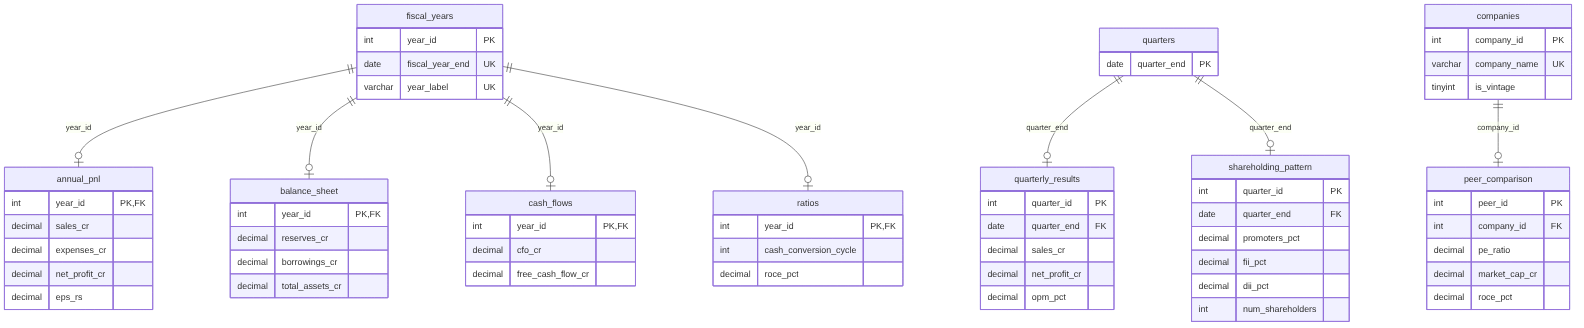 fiscal_years
int year_id PK
date fiscal_year_end UK
varchar year_label UK
quarters
date quarter_end PK
companies
int company_id PK
varchar company_name UK
tinyint is_vintage
year_id
year_id
year_id
year_id
quarter_end
quarter_end
company_id
annual_pnl
int year_id PK,FK
decimal sales_cr
decimal expenses_cr
decimal net_profit_cr
decimal eps_rs
balance_sheet
int year_id PK,FK
decimal reserves_cr
decimal borrowings_cr
decimal total_assets_cr
cash_flows
int year_id PK,FK
decimal cfo_cr
decimal free_cash_flow_cr
ratios
int year_id PK,FK
int cash_conversion_cycle
decimal roce_pct
quarterly_results
int quarter_id PK
date quarter_end FK
decimal sales_cr
decimal net_profit_cr
decimal opm_pct
shareholding_pattern
int quarter_id PK
date quarter_end FK
decimal promoters_pct
decimal fii_pct
decimal dii_pct
int num_shareholders
peer_comparison
int peer_id PK
int company_id FK
decimal pe_ratio
decimal market_cap_cr
decimal roce_pct